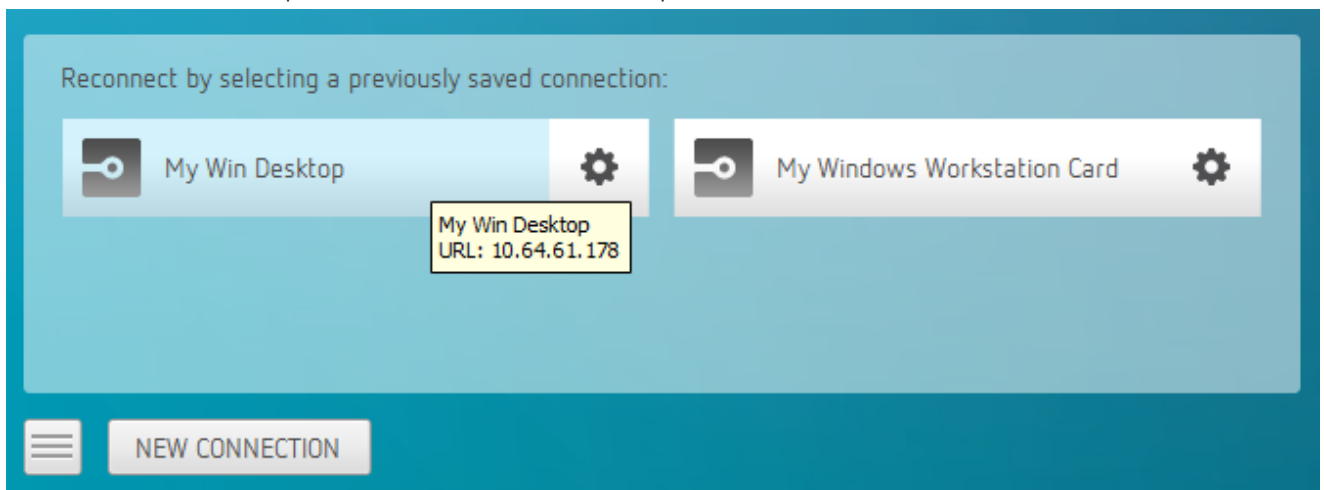 Reconnect by selecting a previously saved connection:
My Win Desktop
My Windows Workstation Card
My Win Desktop
URL: 10.64.61.178
NEW CONNECTION